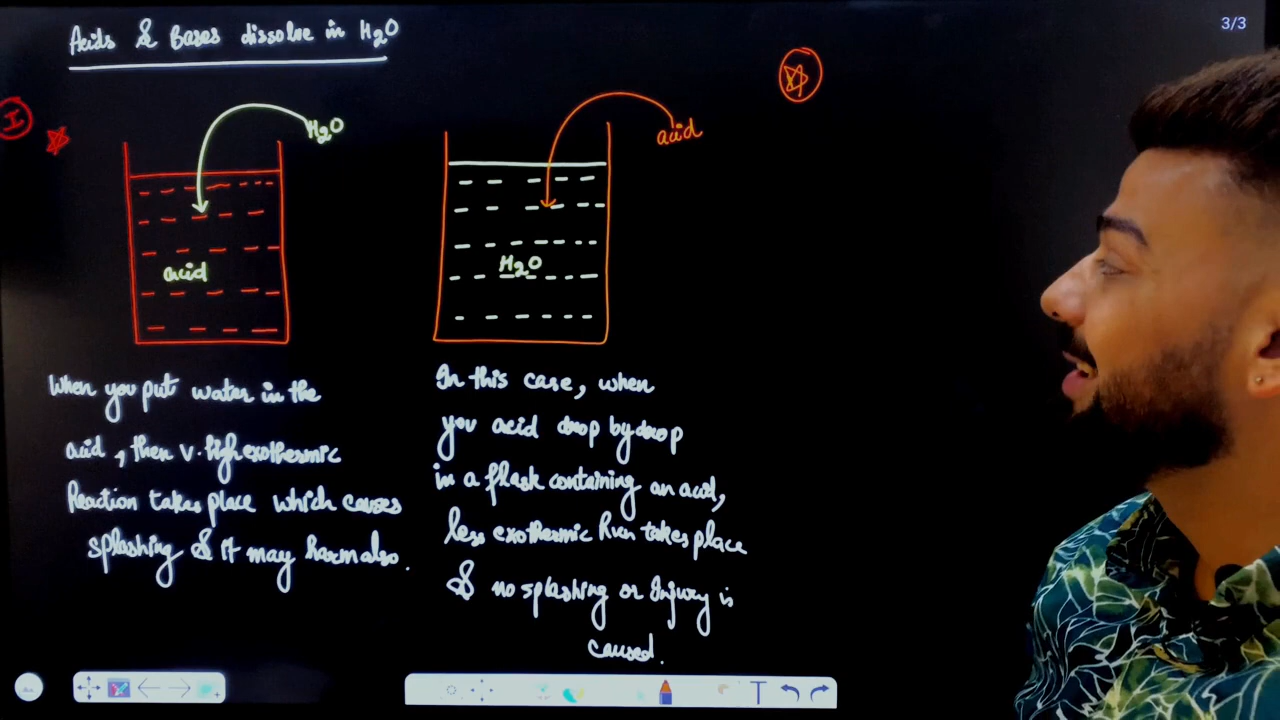 Acids & Bases dissolve in H₂O
3/3
I
H₂O
acid
acid
H₂O
When you put water in the
acid, then v. high exothermic
Reaction takes place which causes
splashing & it may harm also.
In this case, when
you acid drop by drop
in a flask containing an acid,
less exothermic Rxn takes place
& no splashing or Injury is
caused.
T